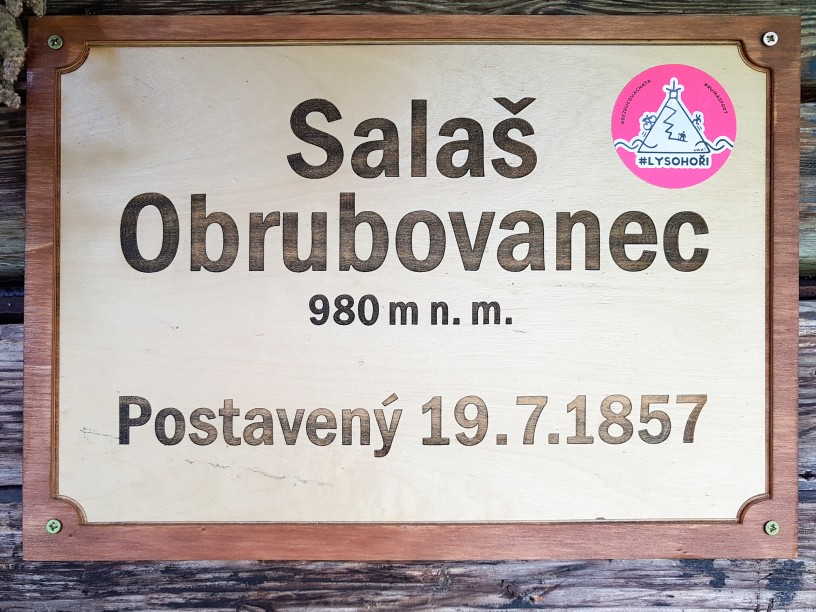 Salaš
Obrubovanec
980 m n. m.
Postavený 19.7.1857
#LYSOHOŘI